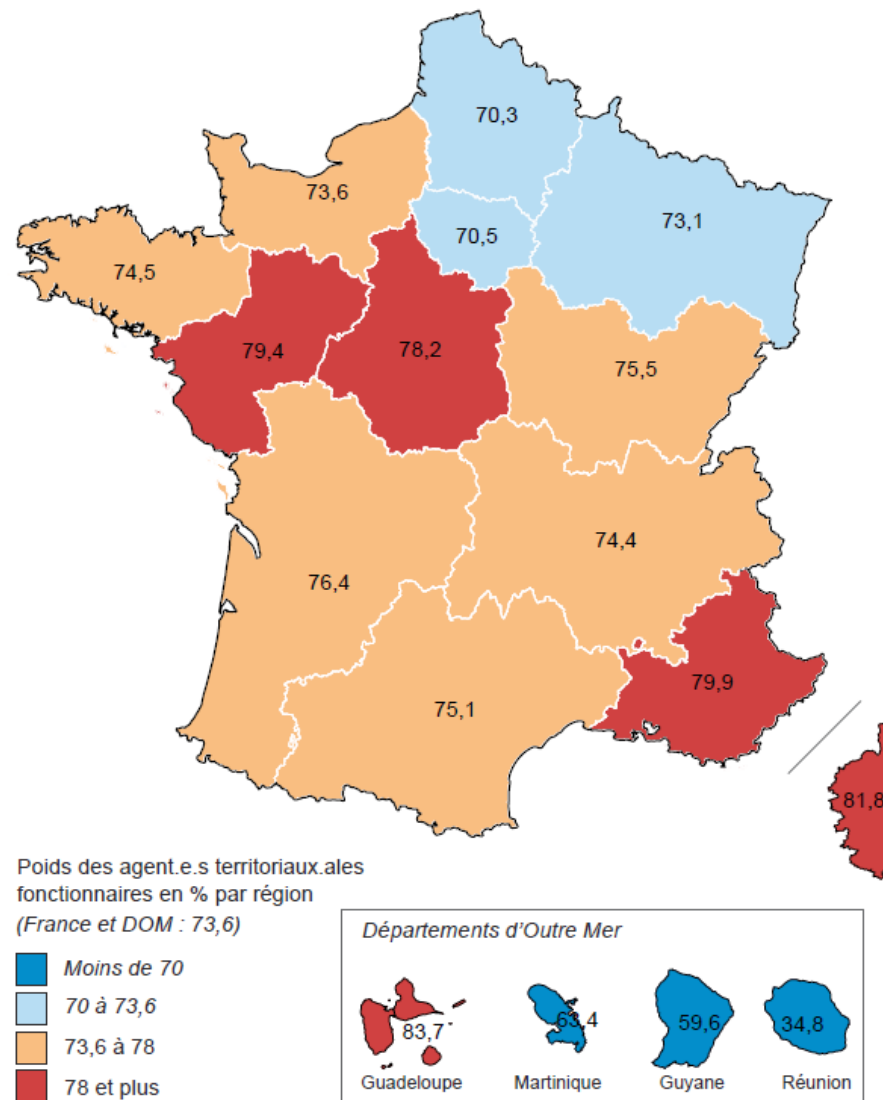 70,3
73,6
70,5
73,1
74,5
79,4
78,2
75,5
74,4
76,4
79,9
75,1
81,8
Poids des agent.e.s territoriaux.ales
fonctionnaires en % par région
(France et DOM : 73,6)
Moins de 70
70 à 73,6
73,6 à 78
78 et plus
Départements d'Outre Mer
83,7
63,4
59,6
34,8
Guadeloupe
Martinique
Guyane
Réunion